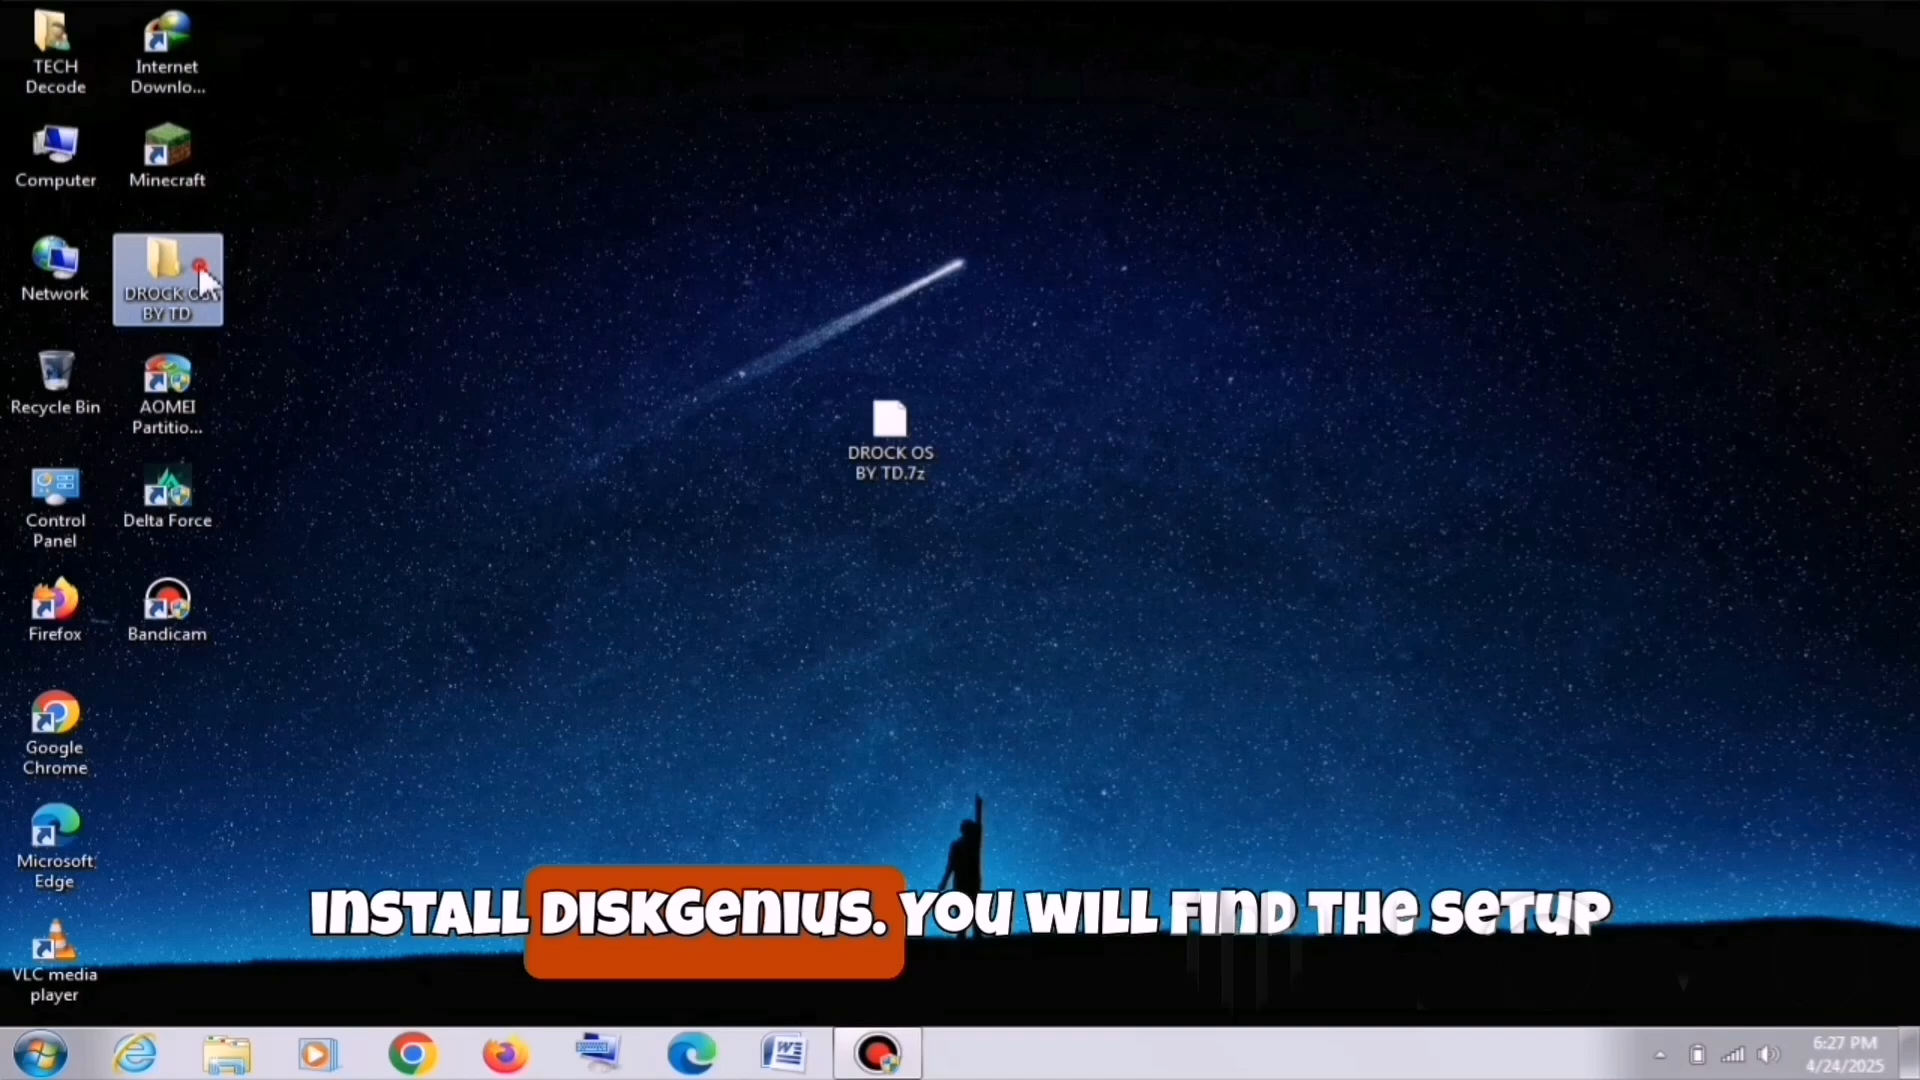 TECH
Decode
Internet
Downlo...
Computer
Minecraft
Network
DROCK OS
BY TD
Recycle Bin
AOMEI
Partitio...
DROCK OS
BY TD.7z
Control
Panel
Delta Force
Firefox
Bandicam
Google
Chrome
Microsoft
Edge
VLC media
player
INSTALL DISKGENIUS. YOU WILL FIND THE SETUP
6:27 PM
4/24/2025